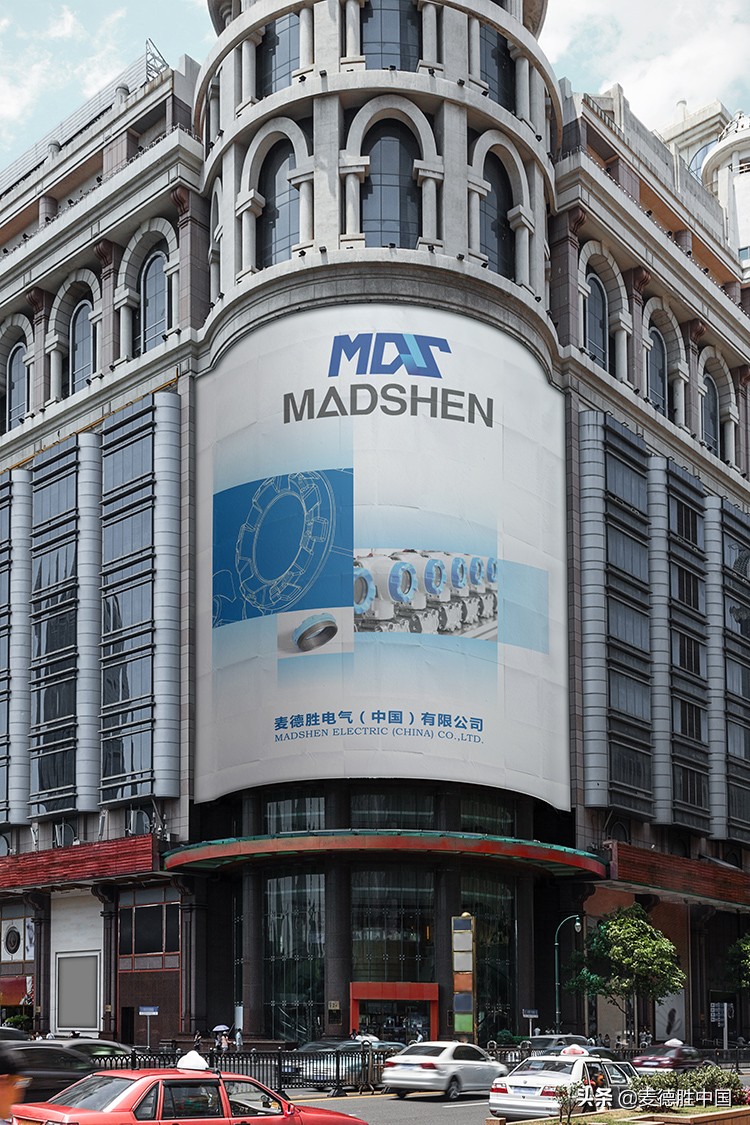 MDS
MADSHEN
麦德胜电气（中国）有限公司
MADSHEN ELECTRIC (CHINA) CO.,LTD.
头条 @麦德胜中国